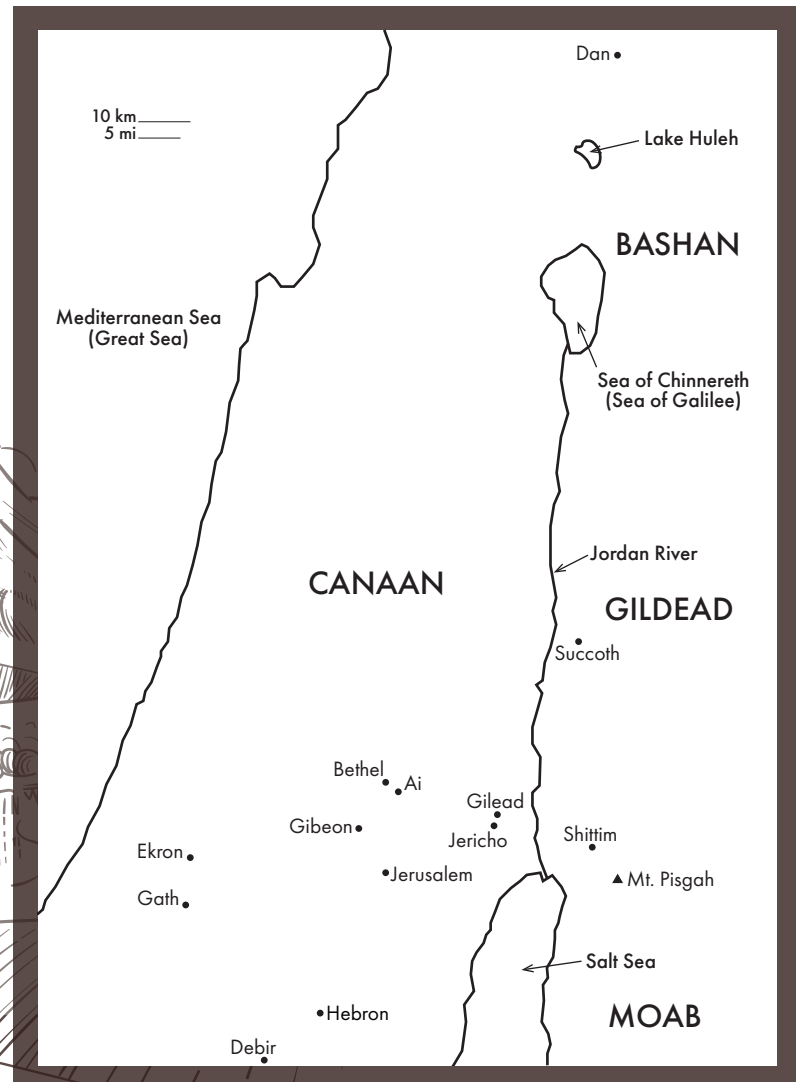 Dan
10 km
5 mi
Lake Huleh
BASHAN
Mediterranean Sea
(Great Sea)
Sea of Chinnereth
(Sea of Galilee)
Jordan River
CANAAN
GILDEAD
Succoth
Bethel
Ai
Gilead
Gibeon
Jericho
Shittim
Ekron
Jerusalem
Mt. Pisgah
Gath
Salt Sea
Hebron
MOAB
Debir